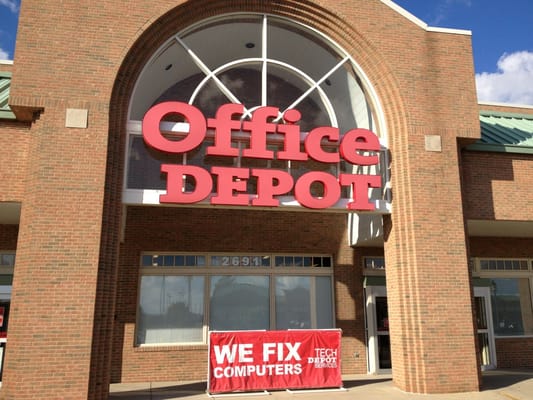 Office
DEPOT
2691
WE FIX
COMPUTERS
TECH
DEPOT
SERVICES